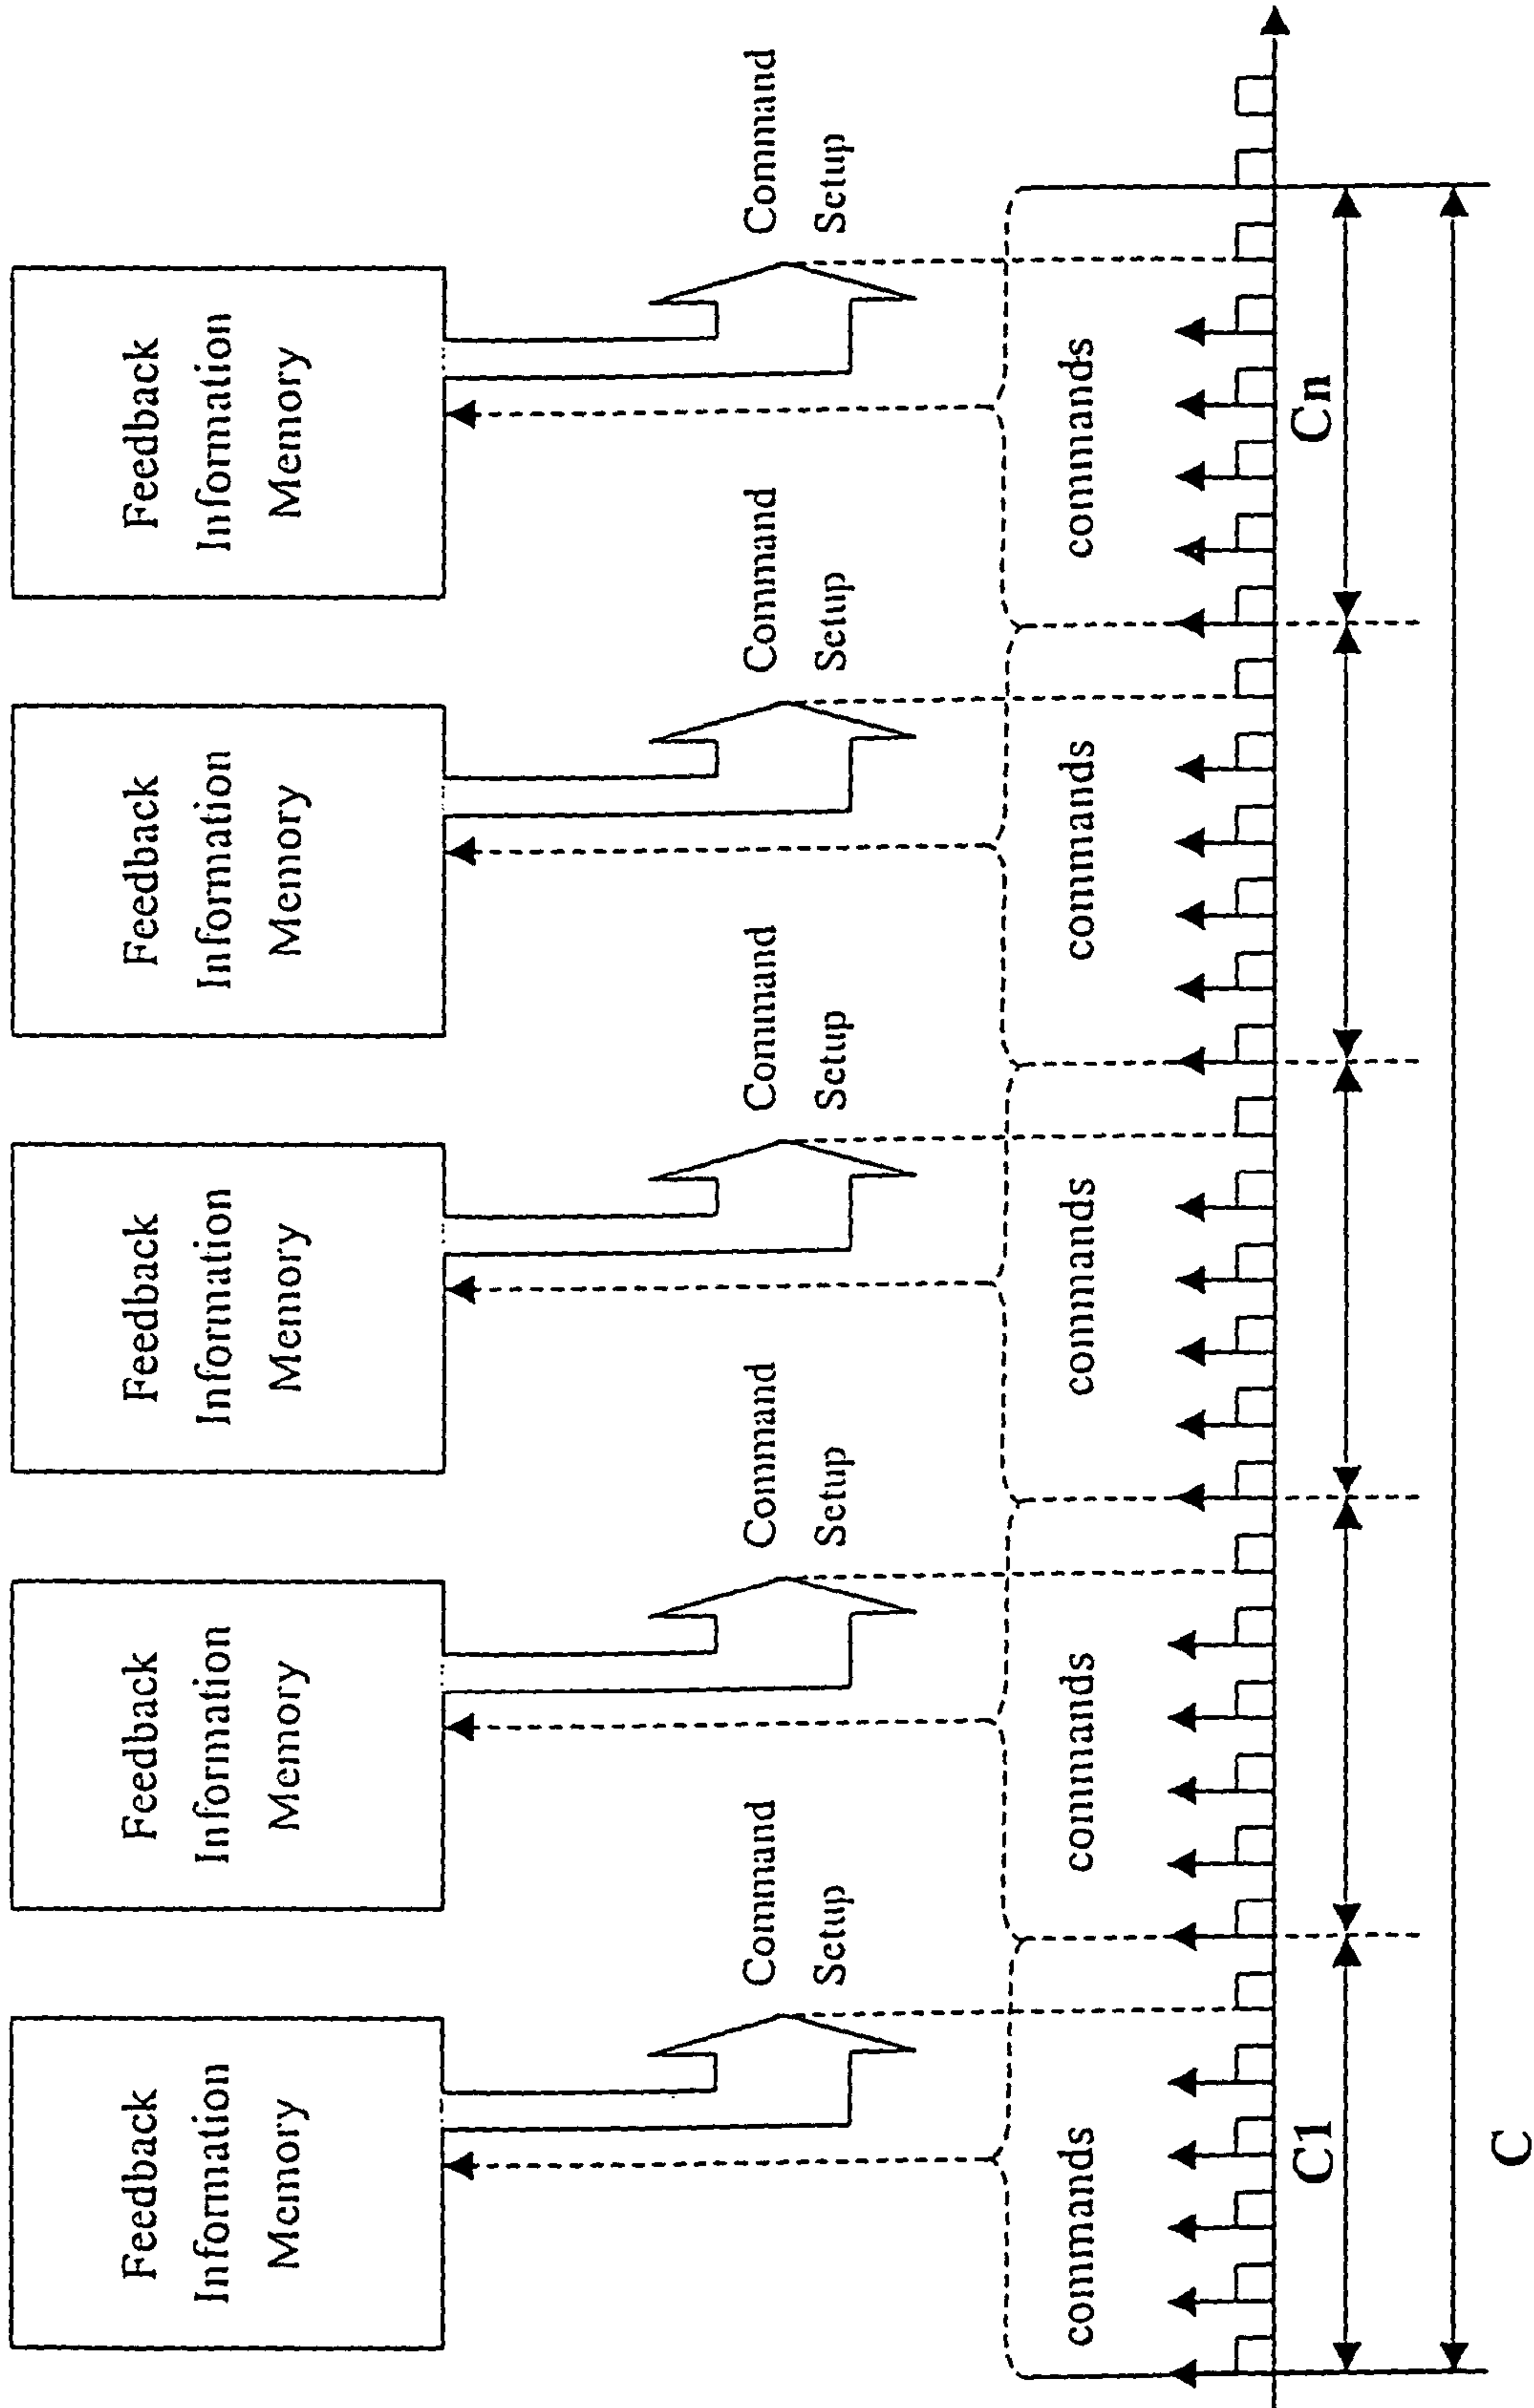 Feedback
Information
Memory
Feedback
Information
Memory
Feedback
Information
Memory
Feedback
Information
Memory
Feedback
Information
Memory
Command
Setup
Command
Setup
Command
Setup
Command
Setup
Command
Setup
commands
commands
commands
commands
commands
C1
Cn
C